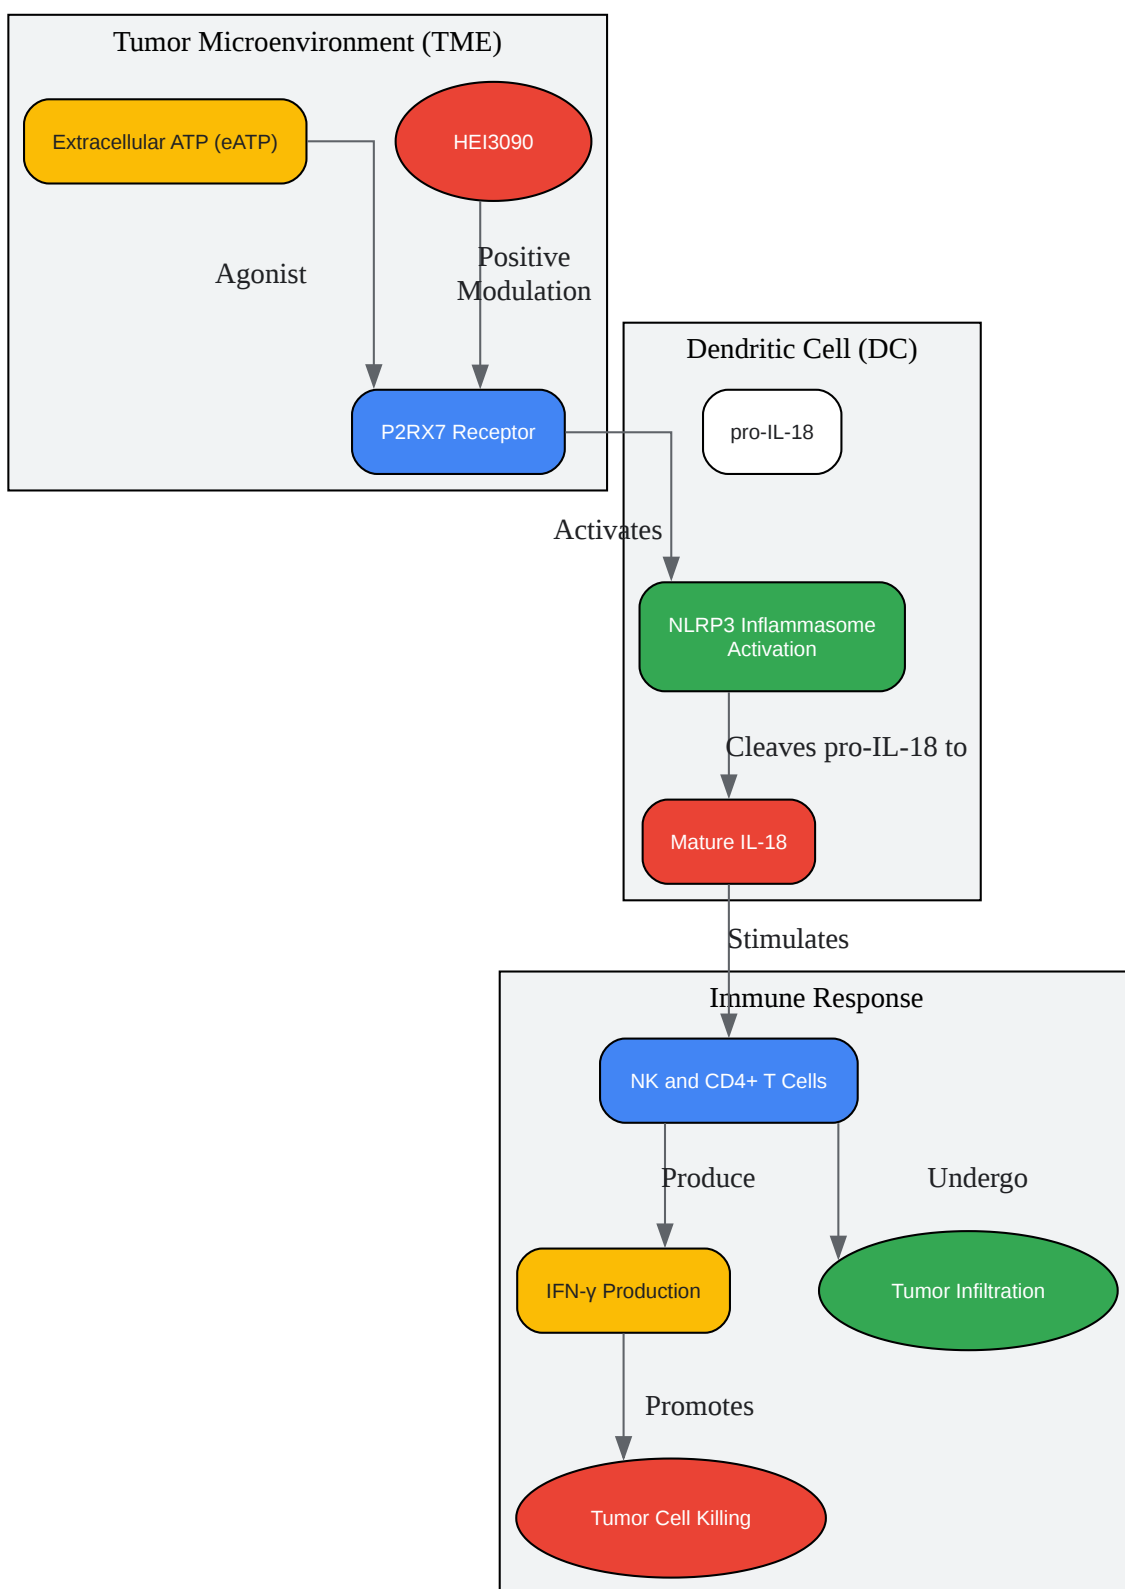 Tumor Microenvironment (TME)
Extracellular ATP (eATP)
HEI3090
Agonist
Positive
Modulation
P2RX7 Receptor
Dendritic Cell (DC)
pro-IL-18
Activates
NLRP3 Inflammasome
Activation
Cleaves pro-IL-18 to
Mature IL-18
Stimulates
Immune Response
NK and CD4+ T Cells
Produce
Undergo
IFN-γ Production
Tumor Infiltration
Promotes
Tumor Cell Killing